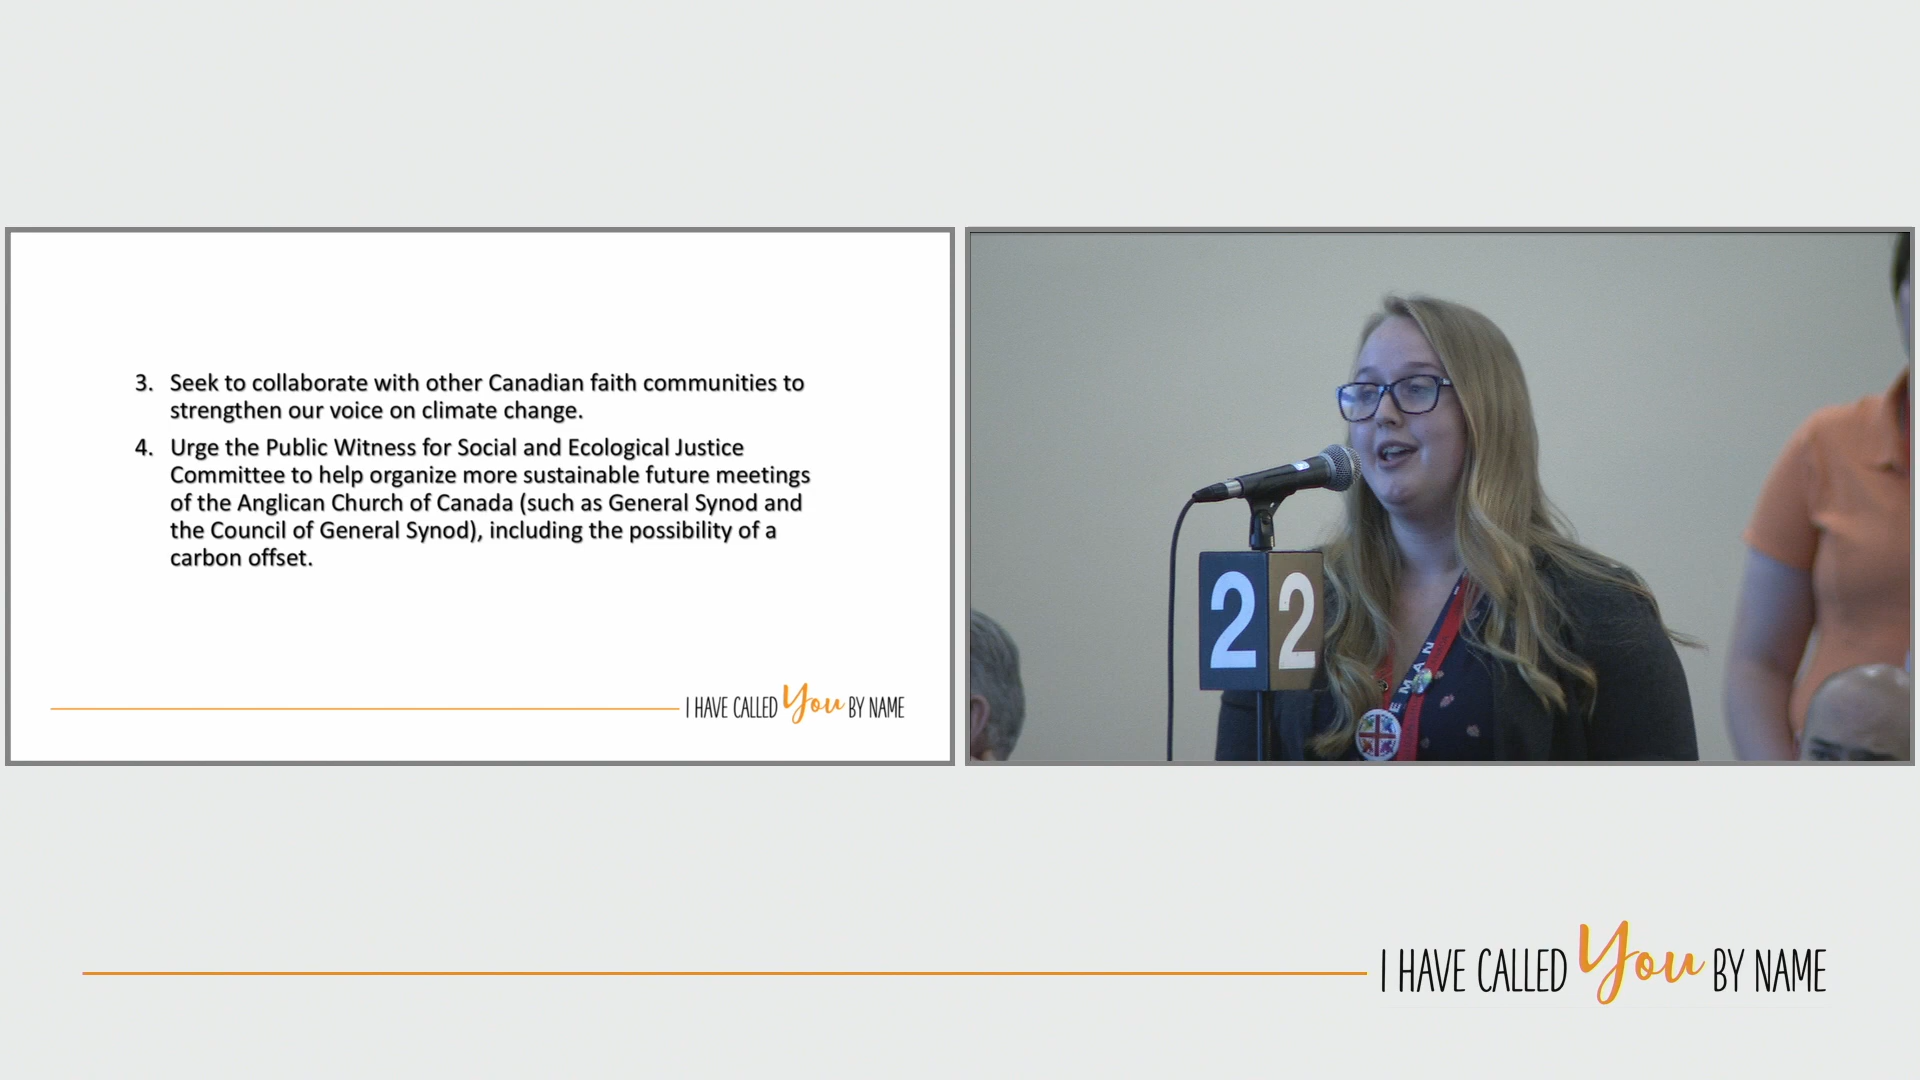 3. Seek to collaborate with other Canadian faith communities to
strengthen our voice on climate change.
4. Urge the Public Witness for Social and Ecological Justice
Committee to help organize more sustainable future meetings
of the Anglican Church of Canada (such as General Synod and
the Council of General Synod), including the possibility of a
carbon offset.
I HAVE CALLED You BY NAME
2 2
EMAN
I HAVE CALLED You BY NAME